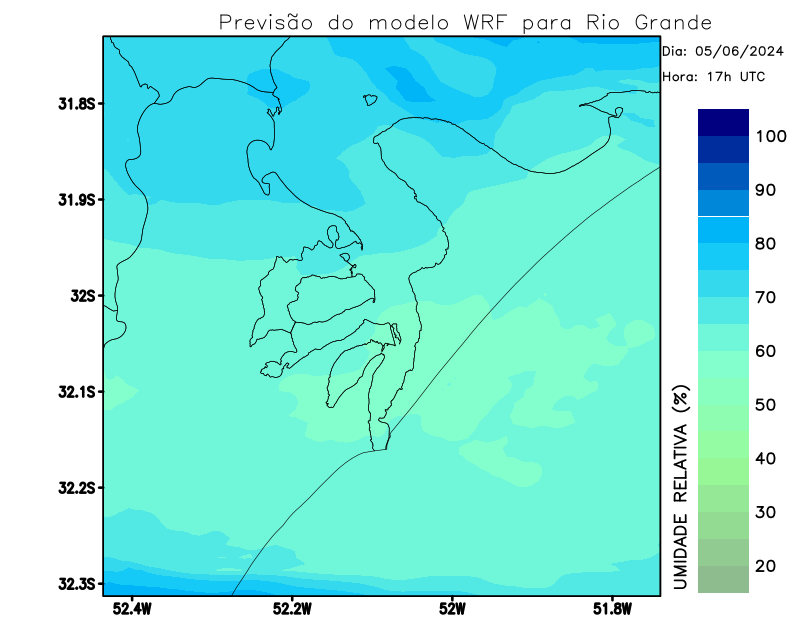 Previsão do modelo WRF para Rio Grande
Dia: 05/06/2024
Hora: 17h UTC
31.8S
31.9S
32S
32.1S
32.2S
32.3S
52.4W
52.2W
52W
51.8W
100
90
80
70
60
50
40
30
20
UMIDADE RELATIVA (%)